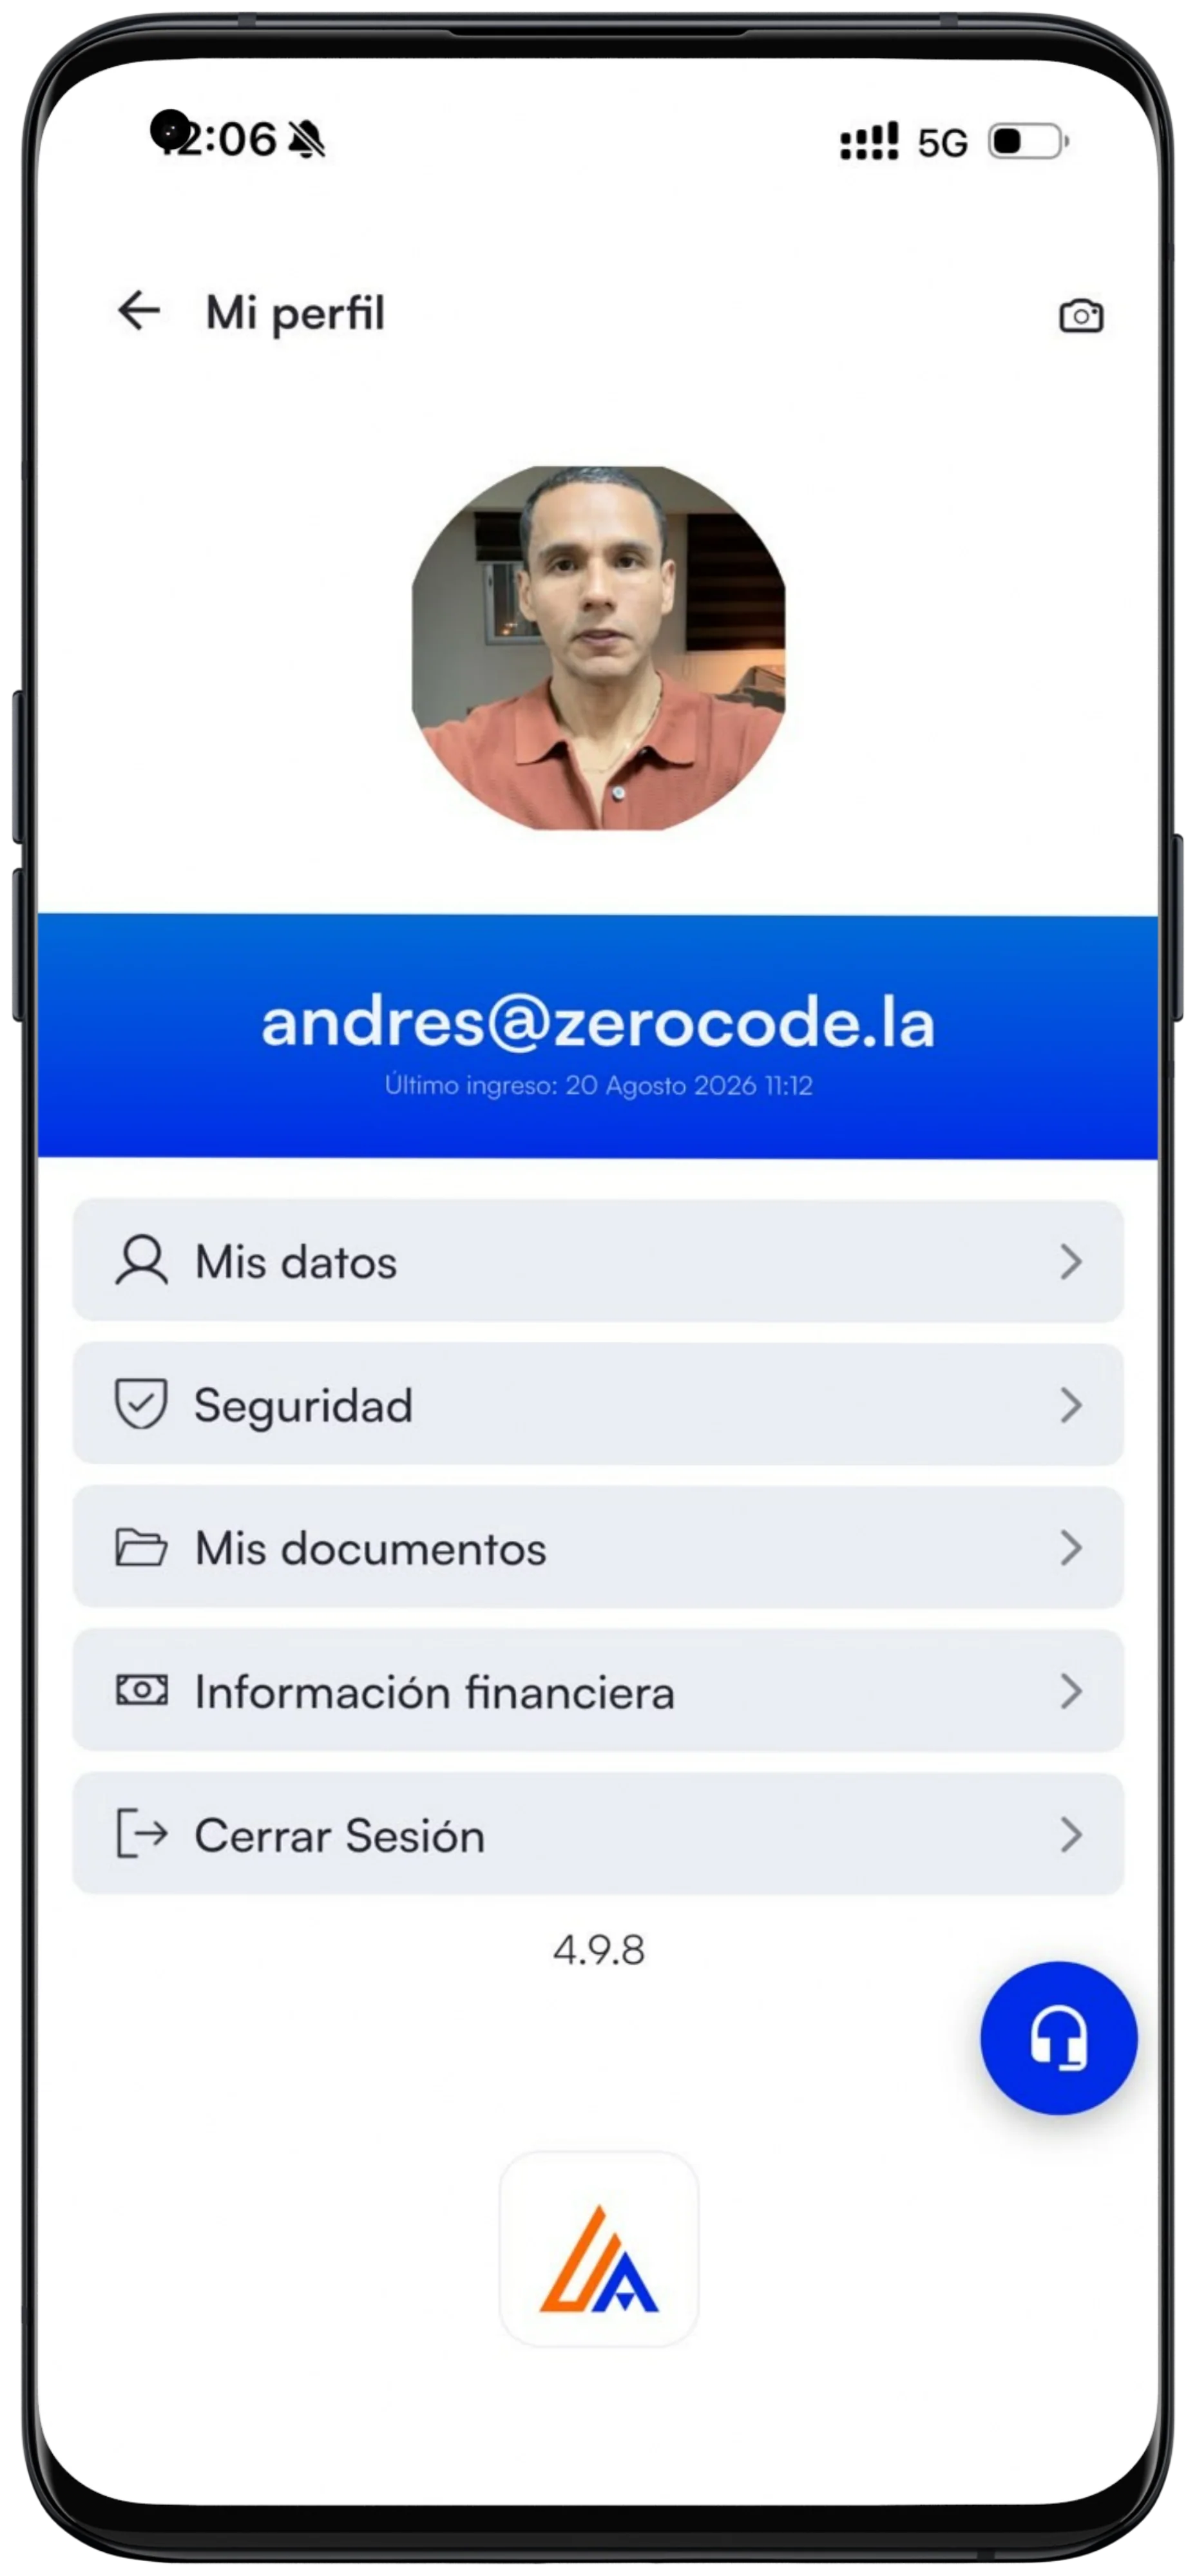 12:06
5G
Mi perfil
andres@zerocode.la
Último ingreso: 20 Agosto 2026 11:12
Mis datos
Seguridad
Mis documentos
Información financiera
Cerrar Sesión
4.9.8